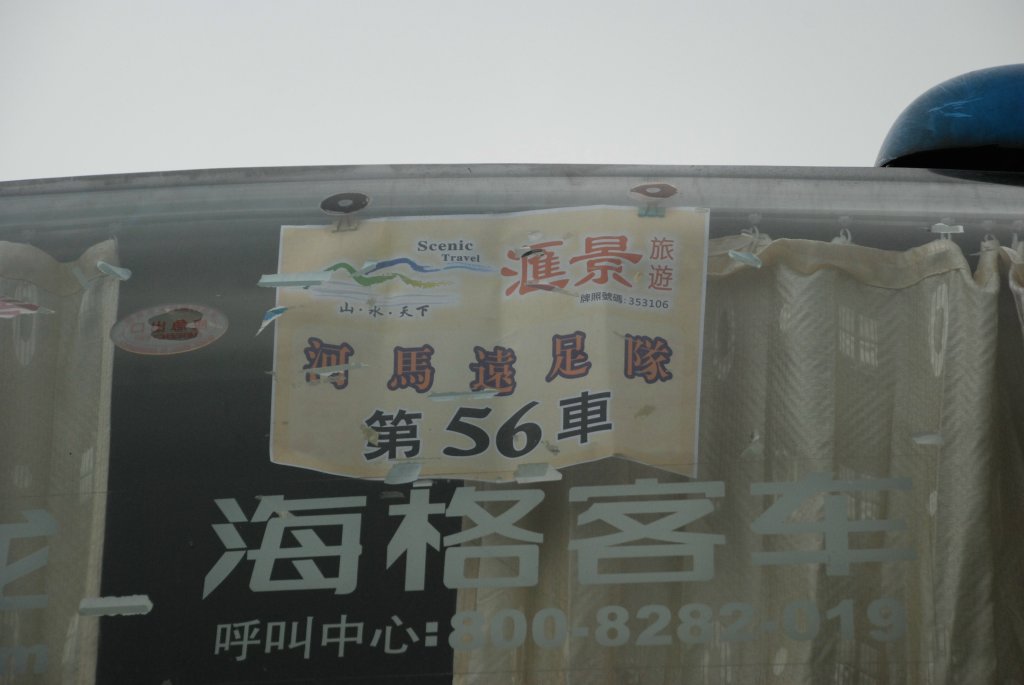 Scenic
Travel
滙景
旅遊
牌照號碼:353106
山·水·天下
河馬遠足隊
第56車
海格客车
呼叫中心:800-8282-019